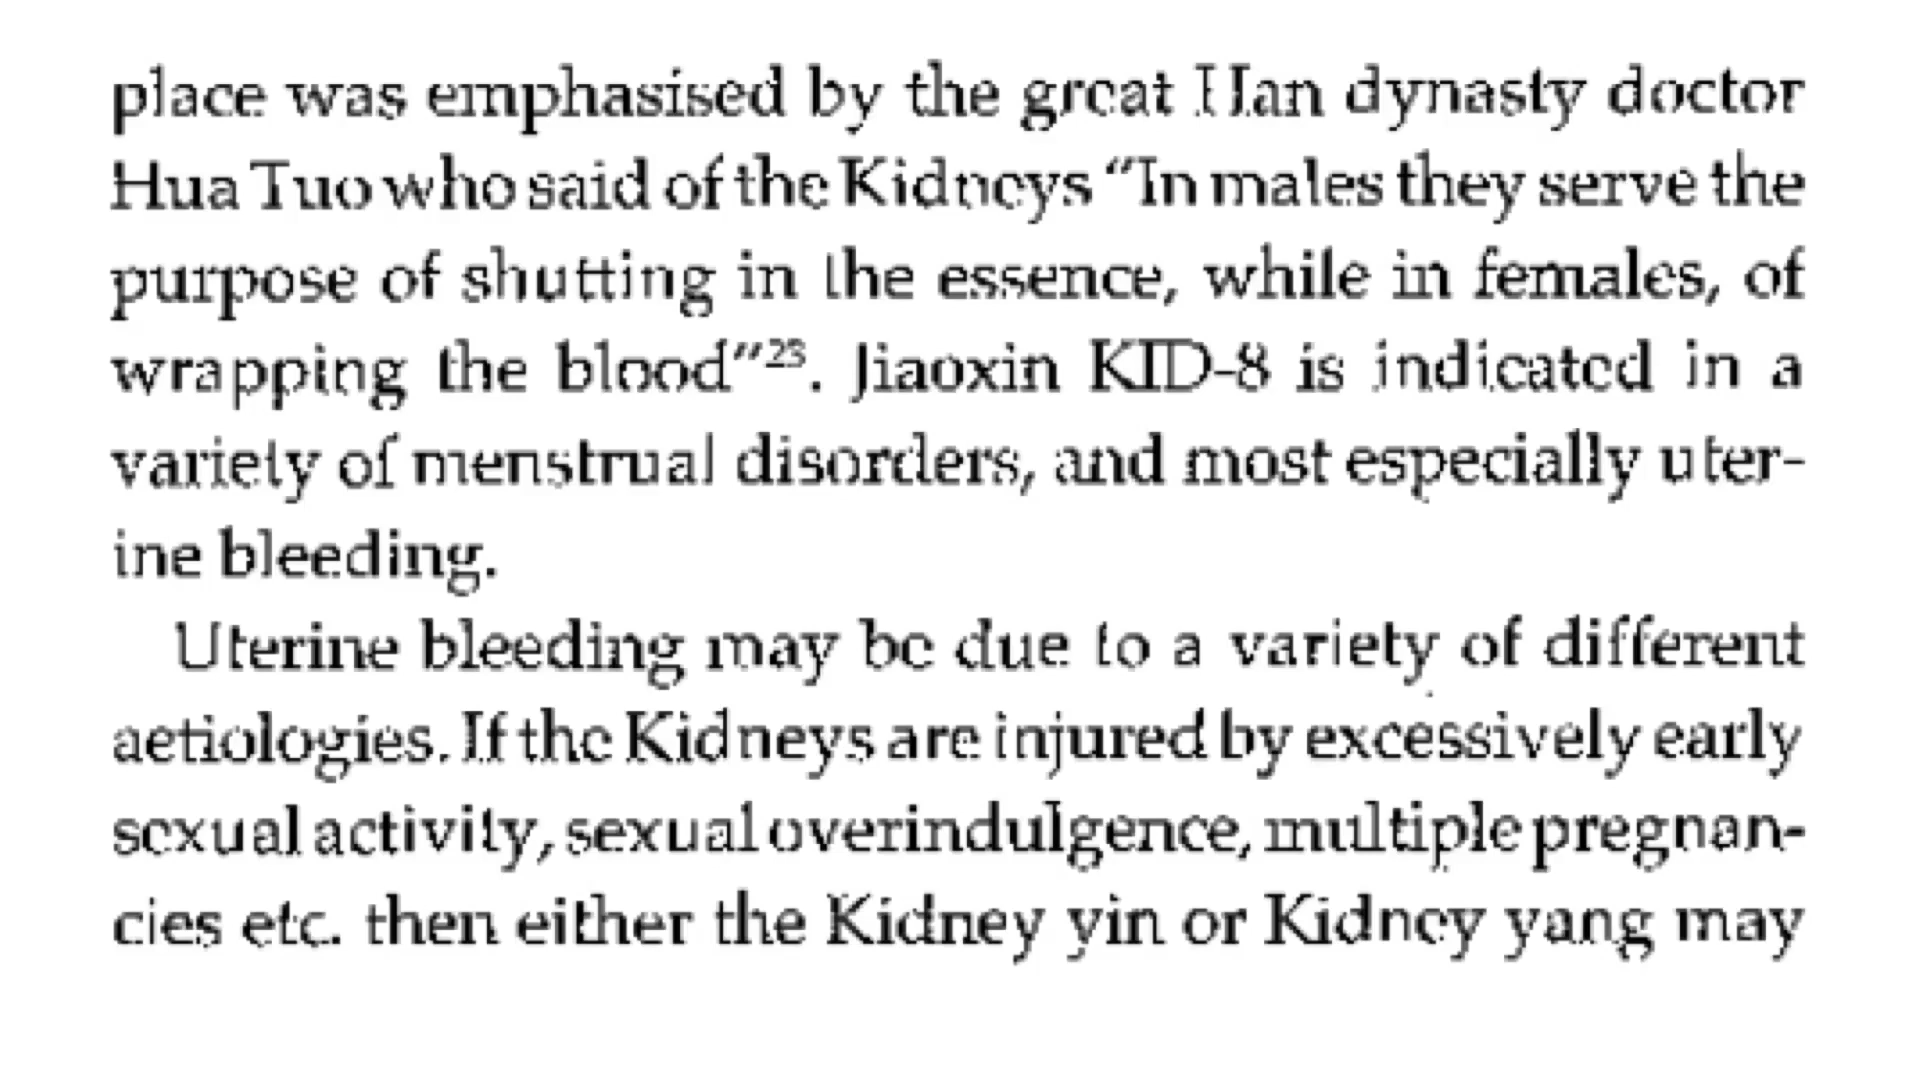 place was emphasised by the great Han dynasty doctor
Hua Tuo who said of the Kidneys “In males they serve the
purpose of shutting in the essence, while in females, of
wrapping the blood”23. Jiaoxin KID-8 is indicated in a
variety of menstrual disorders, and most especially uter-
ine bleeding.
Uterine bleeding may be due to a variety of different
aetiologies. If the Kidneys are injured by excessively early
sexual activity, sexual overindulgence, multiple pregnan-
cies etc. then either the Kidney yin or Kidney yang may